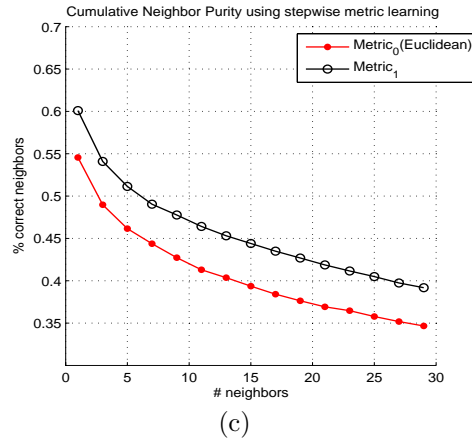 Cumulative Neighbor Purity using stepwise metric learning
Metric0(Euclidean)
Metric1
0.7
0.65
0.6
0.55
0.5
0.45
0.4
0.35
% correct neighbors
0 5 10 15 20 25 30
# neighbors
(c)